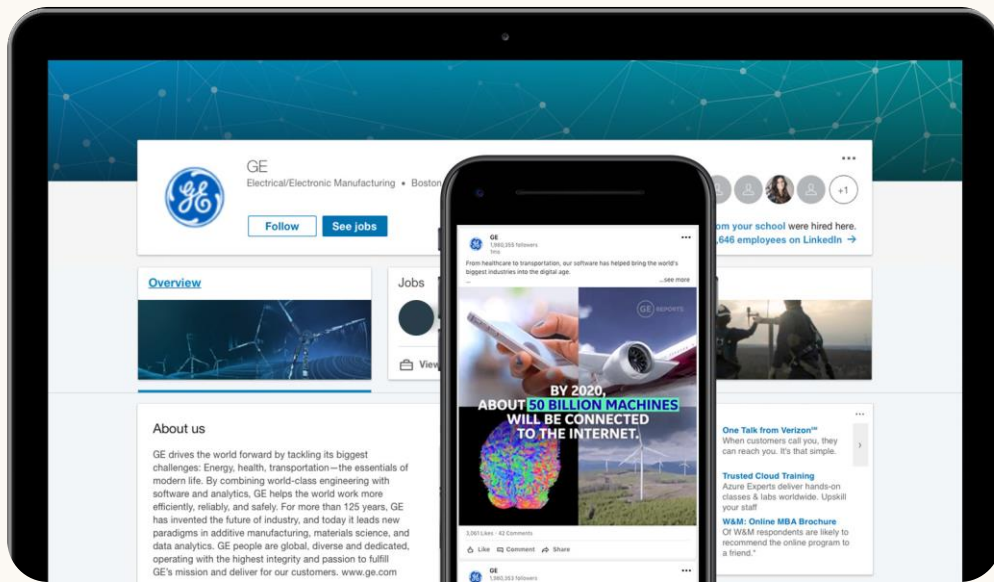 GE
Electrical/Electronic Manufacturing • Boston
Follow
See jobs
+1
om your school were hired here.
,646 employees on LinkedIn →
Overview
Jobs
View
About us
GE drives the world forward by tackling its biggest
challenges: Energy, health, transportation—the essentials of
modern life. By combining world-class engineering with
software and analytics, GE helps the world work more
efficiently, reliably, and safely. For more than 125 years, GE
has invented the future of industry, and today it leads new
paradigms in additive manufacturing, materials science, and
data analytics. GE people are global, diverse and dedicated,
operating with the highest integrity and passion to fulfill
GE's mission and deliver for our customers. www.ge.com
GE
followers
1mo
From healthcare to transportation, our software has helped bring the world's
biggest industries into the digital age.
... ...see more
GE REPORTS
BY 2020,
ABOUT 50 BILLION MACHINES
WILL BE CONNECTED
TO THE INTERNET.
3,061 Likes · 42 Comments
Like Comment Share
GE
followers
One Talk from Verizon℠
When customers call you, they
can reach you. It's that simple.
Trusted Cloud Training
Azure Experts deliver hands-on
classes & labs worldwide. Upskill
your staff
W&M: Online MBA Brochure
Of W&M respondents are likely to
recommend the online program to
a friend.*